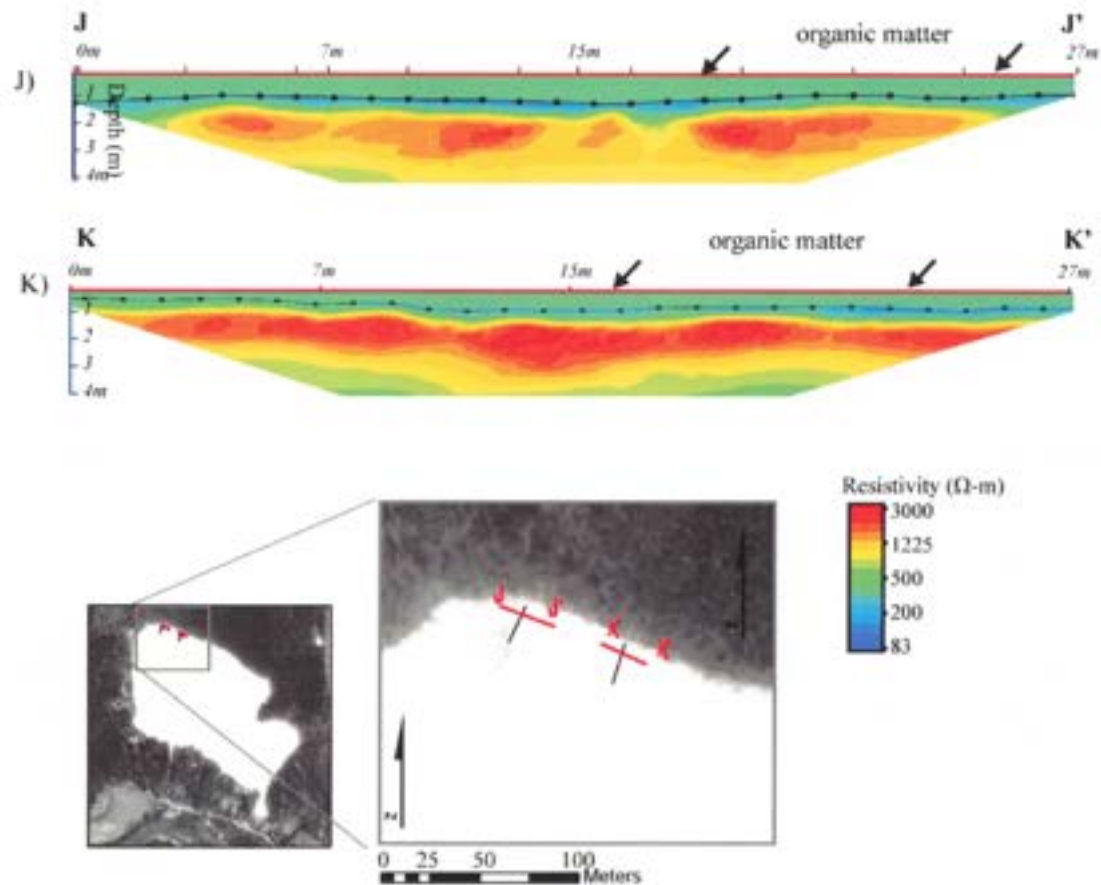 J J'
organic matter
0m 7m 15m 27m
J)
Depth (m)
1
2
3
4m
K K'
organic matter
0m 7m 15m 27m
K)
1
2
3
4m
Resistivity (Ω-m)
3000
1225
500
200
83
J J'
K K'
0 25 50 100
Meters